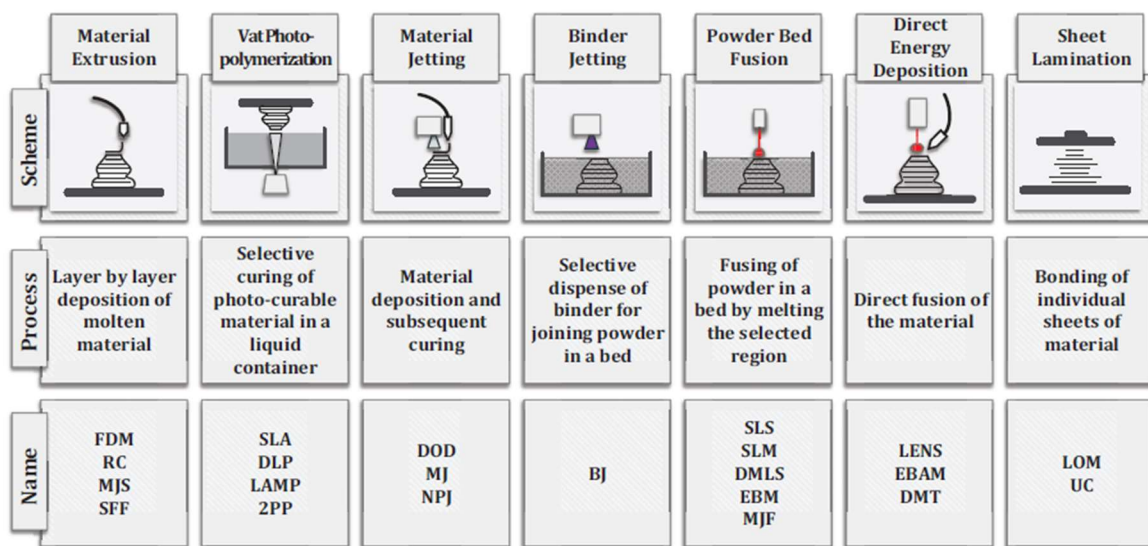 Material
Extrusion
Vat Photo-
polymerization
Material
Jetting
Binder
Jetting
Powder Bed
Fusion
Direct
Energy
Deposition
Sheet
Lamination
Scheme
Process
Layer by layer
deposition of
molten
material
Selective
curing of
photo-curable
material in a
liquid
container
Material
deposition and
subsequent
curing
Selective
dispense of
binder for
joining powder
in a bed
Fusing of
powder in a
bed by melting
the selected
region
Direct fusion of
the material
Bonding of
individual
sheets of
material
Name
FDM
RC
MJS
SFF
SLA
DLP
LAMP
2PP
DOD
MJ
NPJ
BJ
SLS
SLM
DMLS
EBM
MJF
LENS
EBAM
DMT
LOM
UC